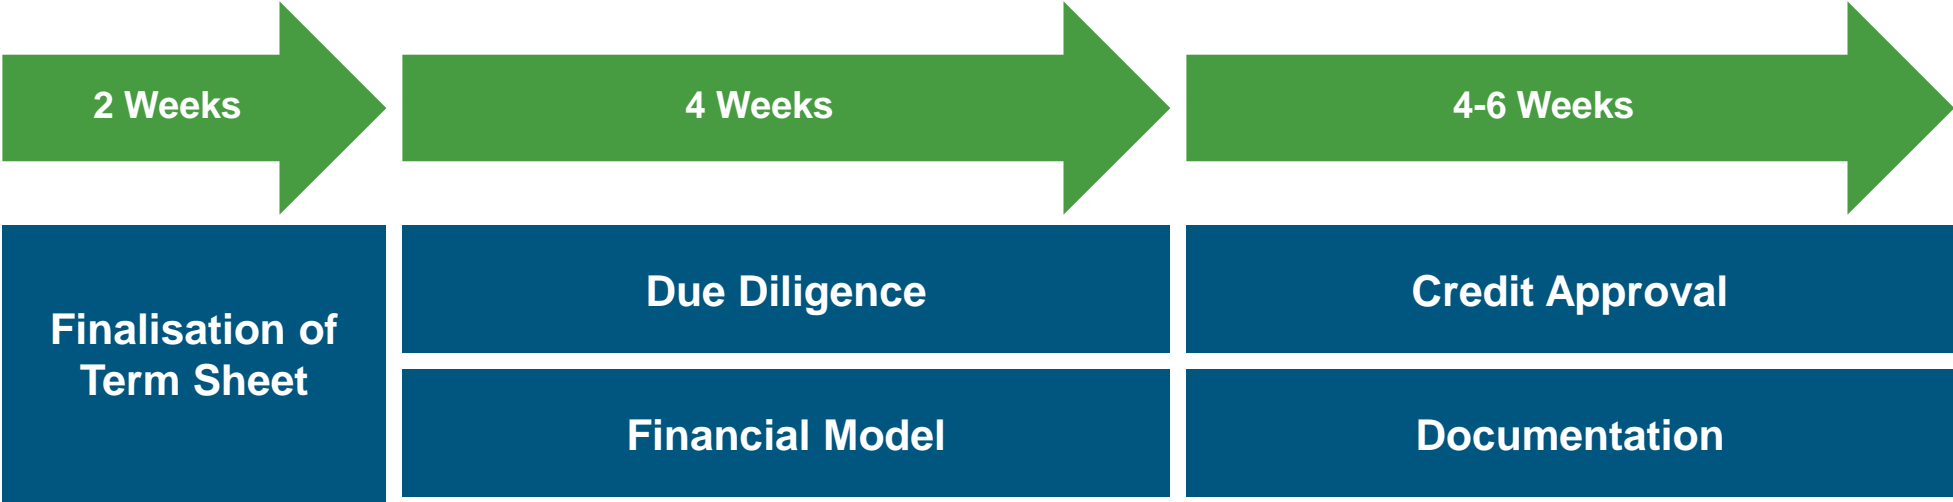 2 Weeks
4 Weeks
4-6 Weeks
Finalisation of
Term Sheet
Due Diligence
Financial Model
Credit Approval
Documentation